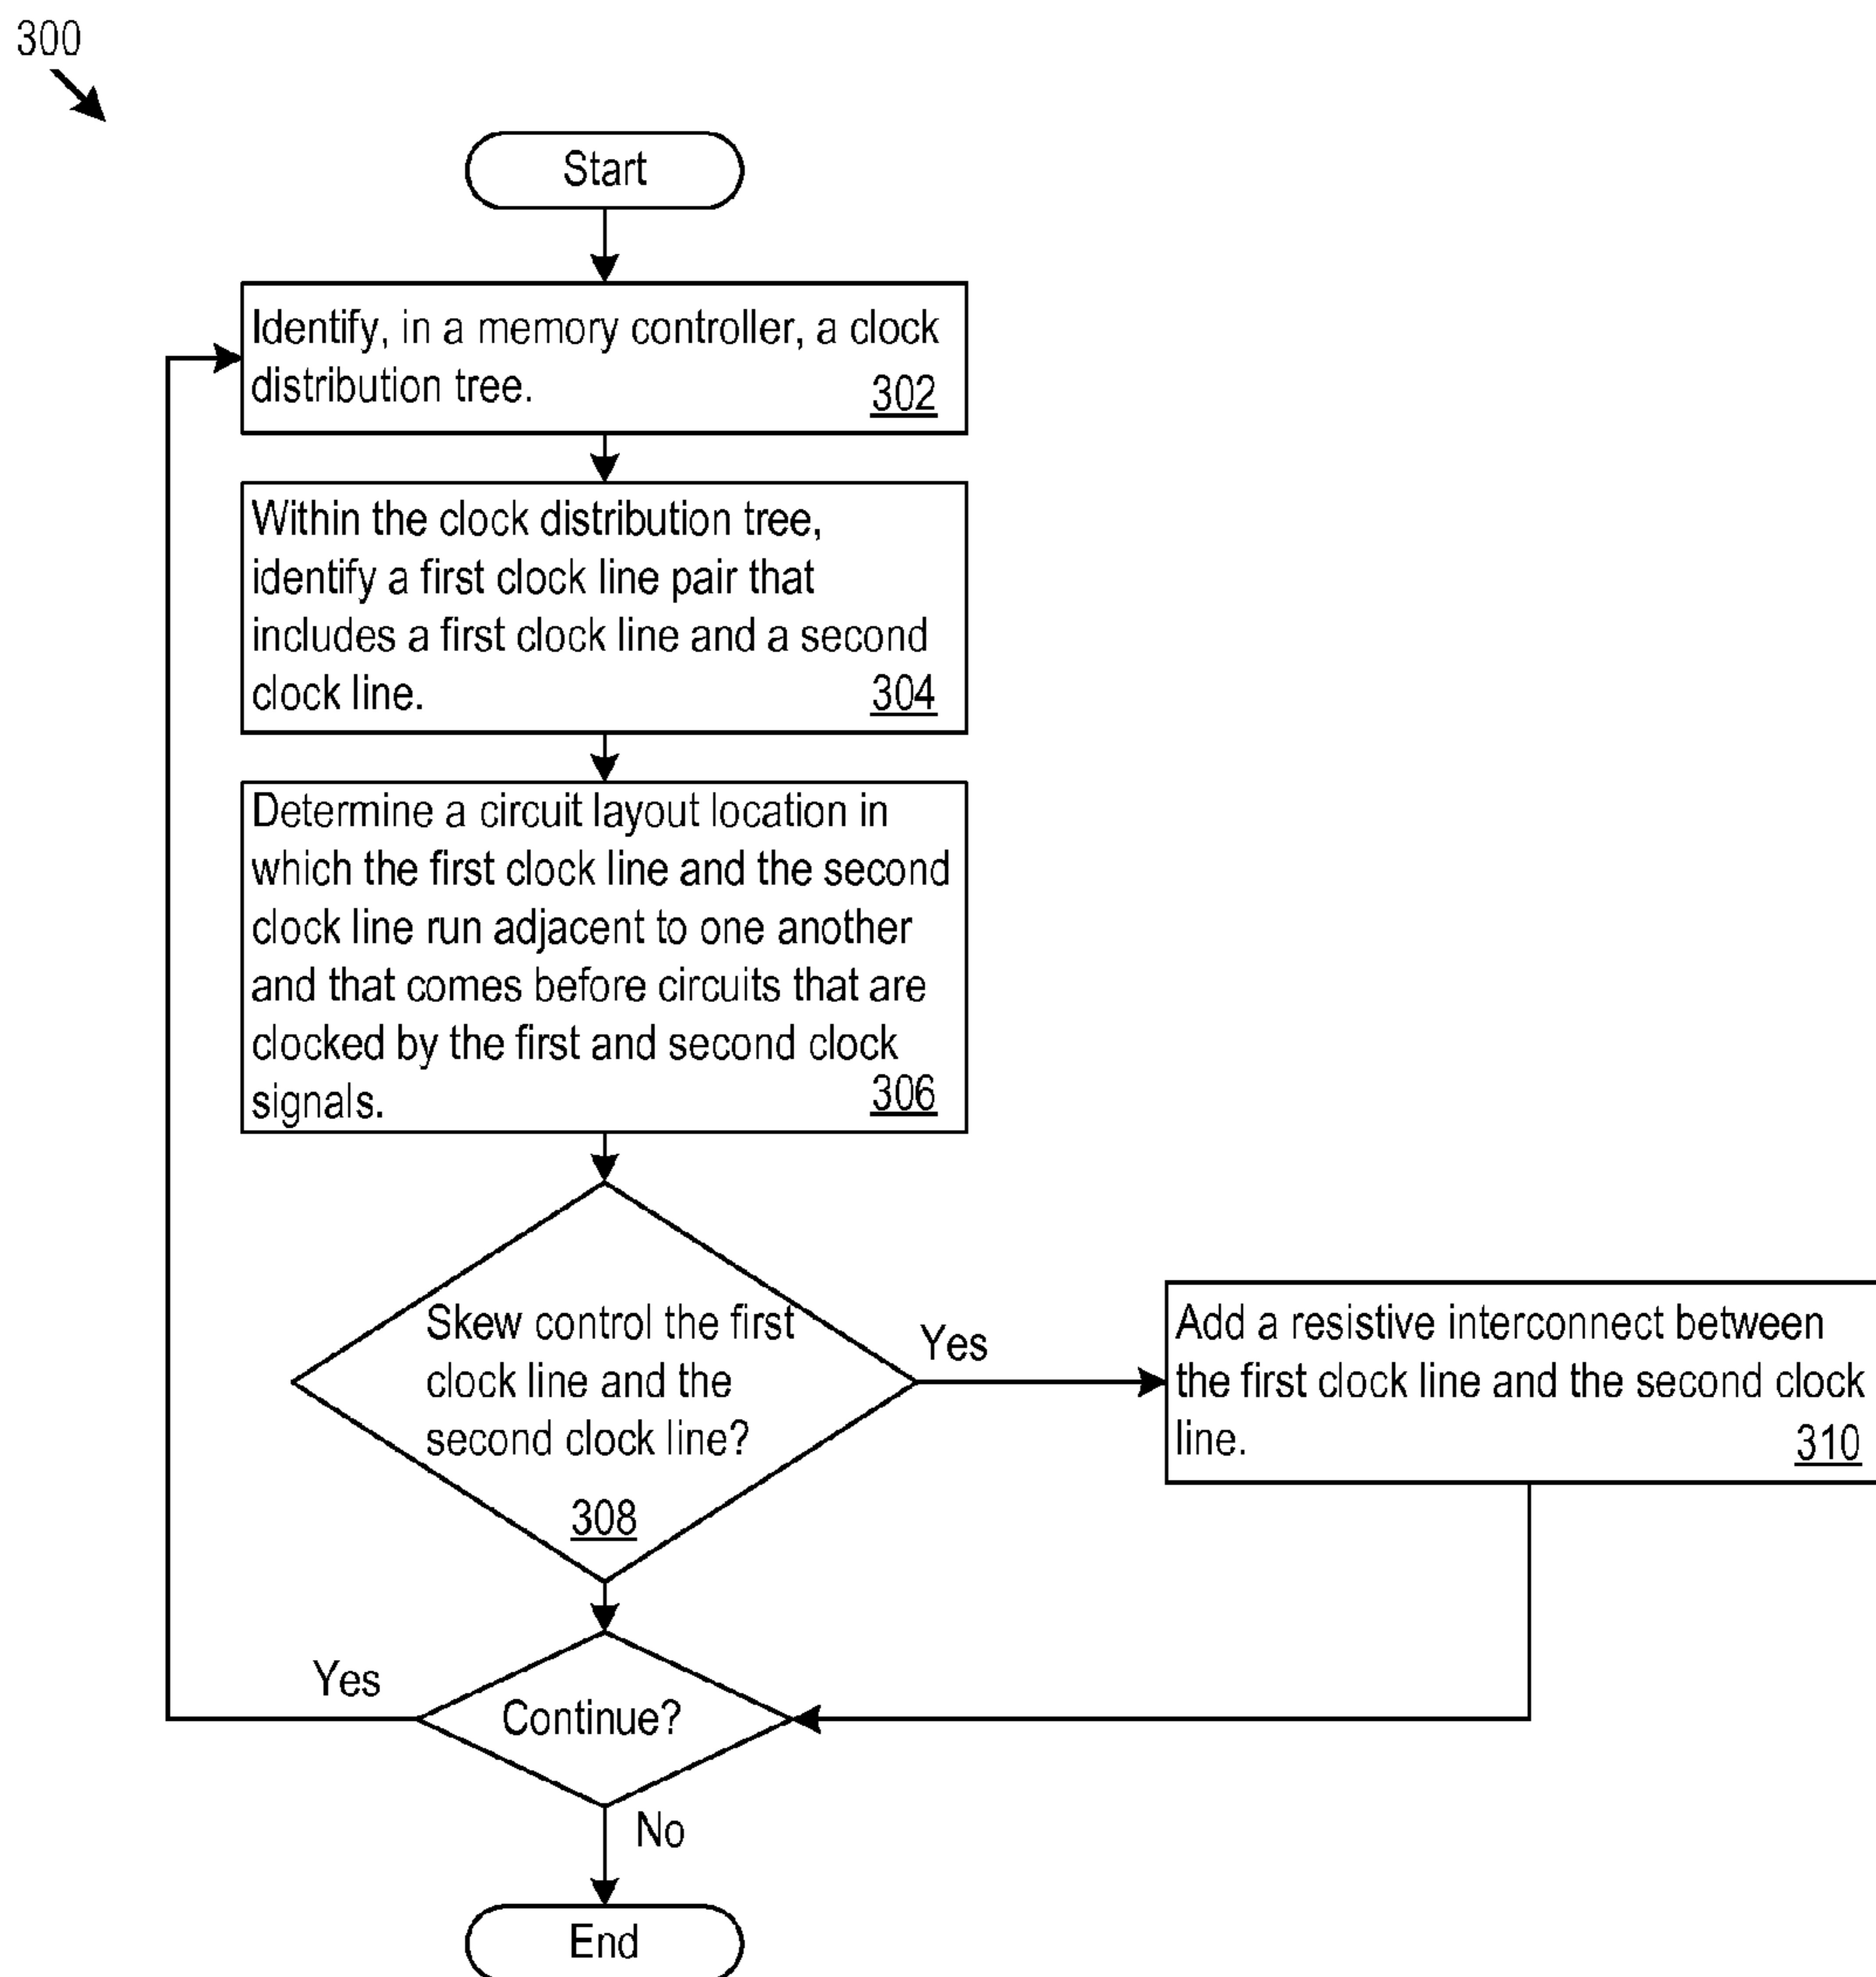 300
Start
Identify, in a memory controller, a clock
distribution tree.
302
Within the clock distribution tree,
identify a first clock line pair that
includes a first clock line and a second
clock line.
304
Determine a circuit layout location in
which the first clock line and the second
clock line run adjacent to one another
and that comes before circuits that are
clocked by the first and second clock
signals.
306
Skew control the first
clock line and the
second clock line?
308
Yes
Add a resistive interconnect between
the first clock line and the second clock
line.
310
Yes
Continue?
No
End